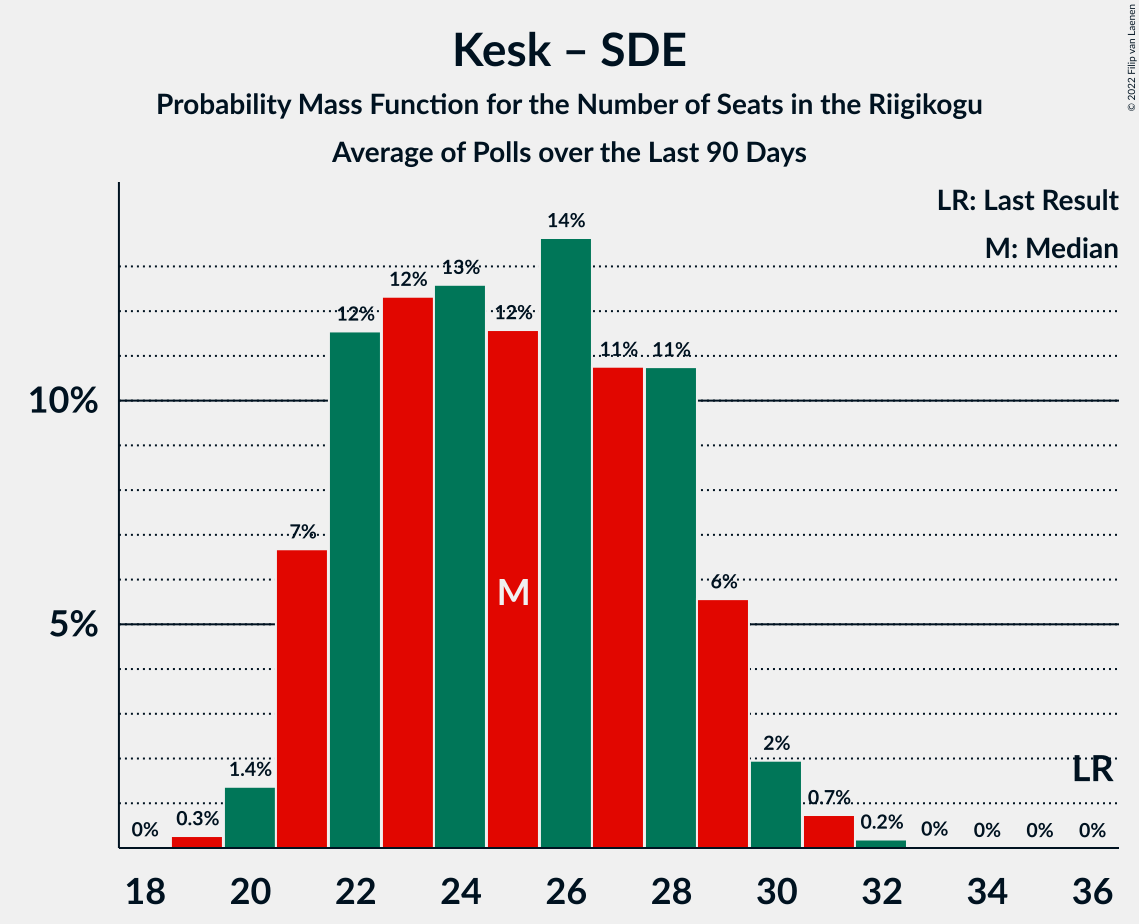 Kesk – SDE
Probability Mass Function for the Number of Seats in the Riigikogu
Average of Polls over the Last 90 Days
© 2022 Filip van Laenen
LR: Last Result
M: Median
14%
13%
12%
12%
12%
11%
11%
10%
7%
6%
M
5%
2%
LR
1.4%
0.7%
0.3%
0.2%
0%
0%
0%
0%
0%
18 20 22 24 26 28 30 32 34 36